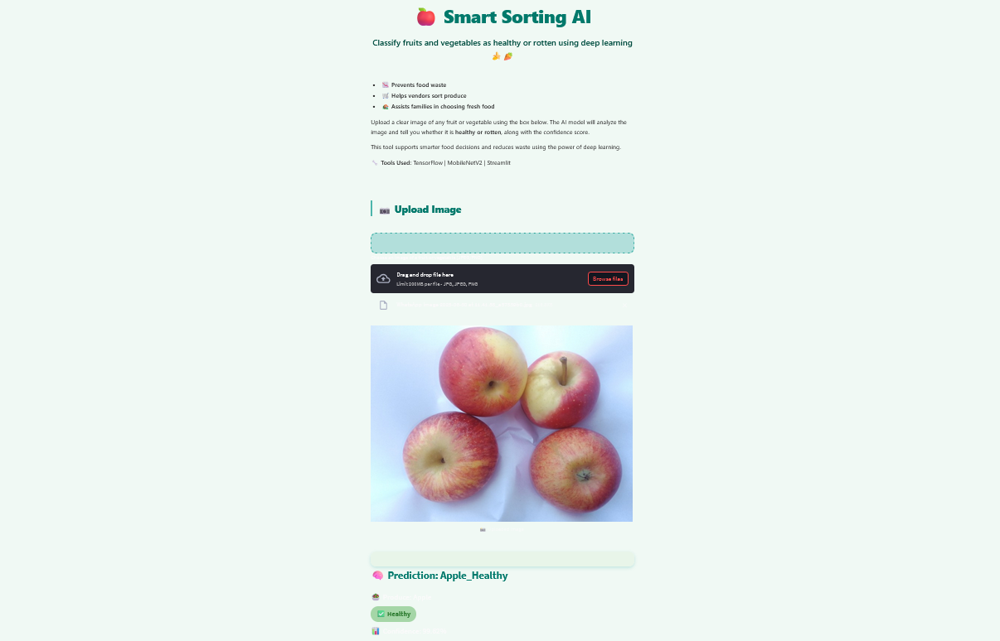 🍎 Smart Sorting AI
Classify fruits and vegetables as healthy or rotten using deep learning
🍌🥕
• Prevents food waste
• 🛒 Helps vendors sort produce
• Assists families in choosing fresh food
Upload a clear image of any fruit or vegetable using the box below. The AI model will analyze the
image and tell you whether it is healthy or rotten, along with the confidence score.
This tool supports smarter food decisions and reduces waste using the power of deep learning.
Tools Used: TensorFlow | MobileNetV2 | Streamlit
📷 Upload Image
Drag and drop file here
Limit 200MB per file • JPG, JPEG, PNG
Browse files
🧠 Prediction: Apple_Healthy
✅ Healthy